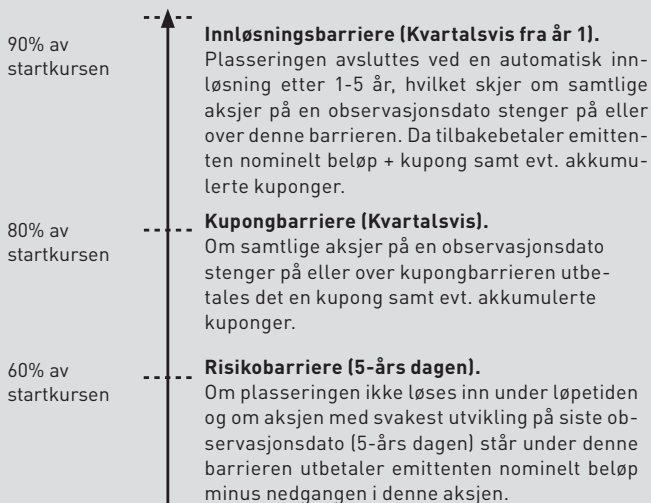 90% av
startkursen
Innløsningsbarriere (Kvartalsvis fra år 1).
Plasseringen avsluttes ved en automatisk inn-
løsning etter 1-5 år, hvilket skjer om samtlige
aksjer på en observasjonsdato stenger på eller
over denne barrieren. Da tilbakebetaler emitten-
ten nominelt beløp + kupong samt evt. akkumu-
lerte kuponger.
80% av
startkursen
Kupongbarriere (Kvartalsvis).
Om samtlige aksjer på en observasjonsdato
stenger på eller over kupongbarrieren utbe-
tales det en kupong samt evt. akkumulerte
kuponger.
60% av
startkursen
Risikobarriere (5-års dagen).
Om plasseringen ikke løses inn under løpetiden
og om aksjen med svakest utvikling på siste ob-
servasjonsdato (5-års dagen) står under denne
barrieren utbetaler emittenten nominelt beløp
minus nedgangen i denne aksjen.